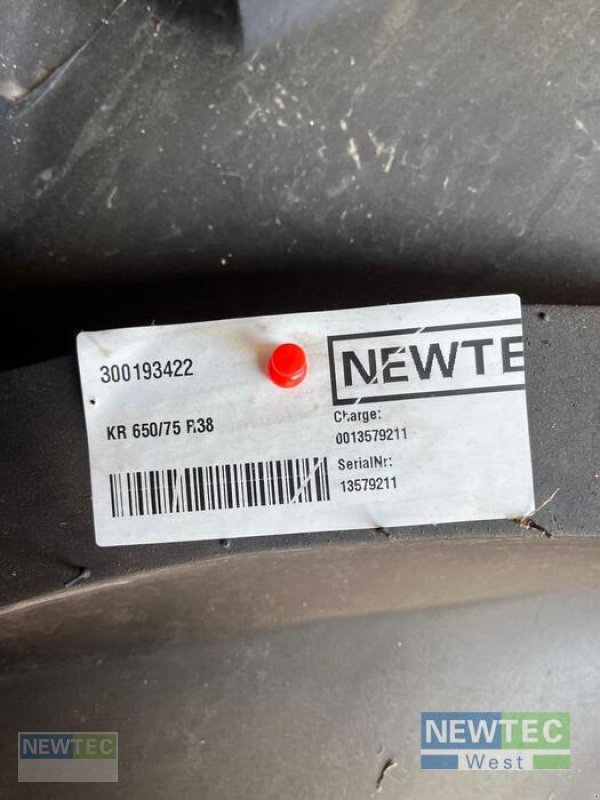 300193422
NEWTE
KR 650/75 R38
Charge:
0013579211
SerialNr:
13579211
NEWTEC
NEWTEC
West